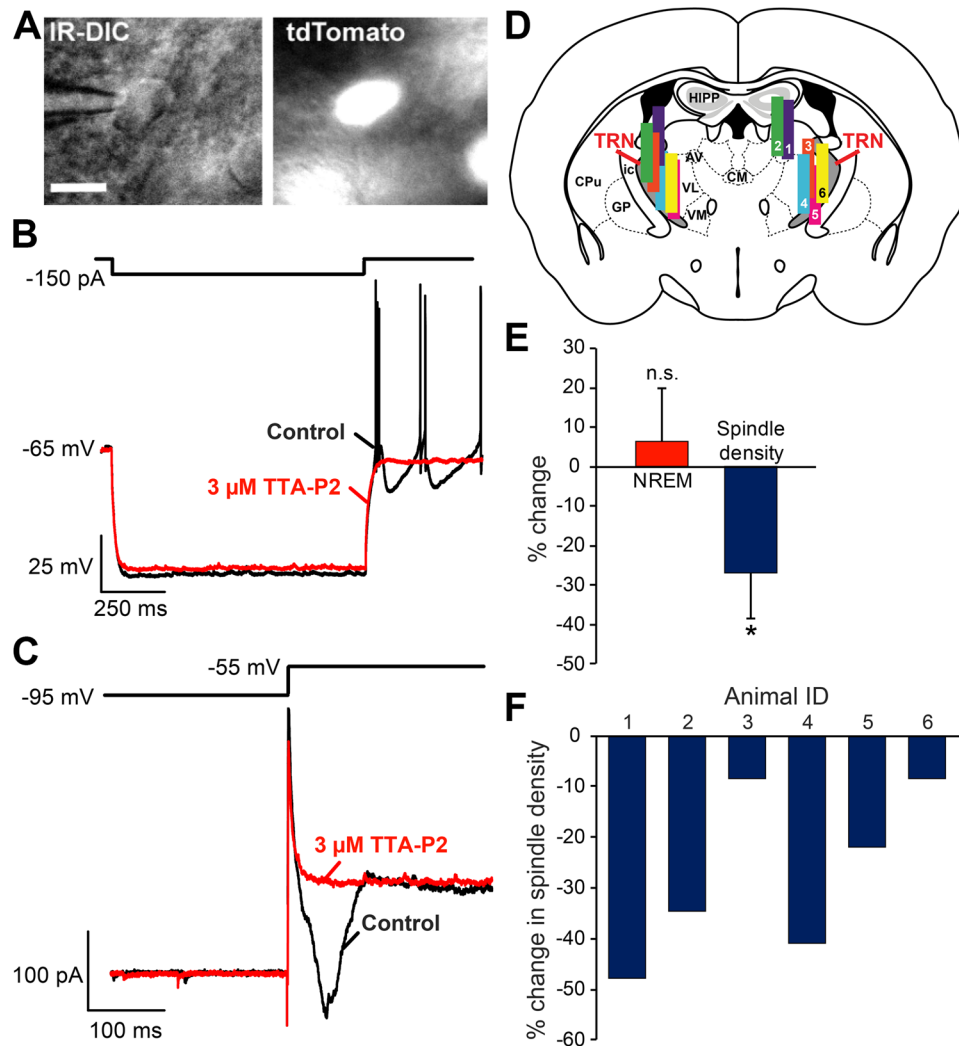 A
IR-DIC
tdTomato
B
-150 pA
-65 mV
Control
3 µM TTA-P2
25 mV
250 ms
C
-55 mV
-95 mV
3 µM TTA-P2
Control
100 pA
100 ms
D
HIPP
TRN
TRN
2
1
3
AV
ic
CM
CPu
VL
6
4
GP
VM
5
E
30
20
10
0
-10
-20
-30
-40
-50
% change
n.s.
Spindle
density
NREM
*
F
Animal ID
1 2 3 4 5 6
0
-10
-20
-30
-40
-50
-60
% change in spindle density